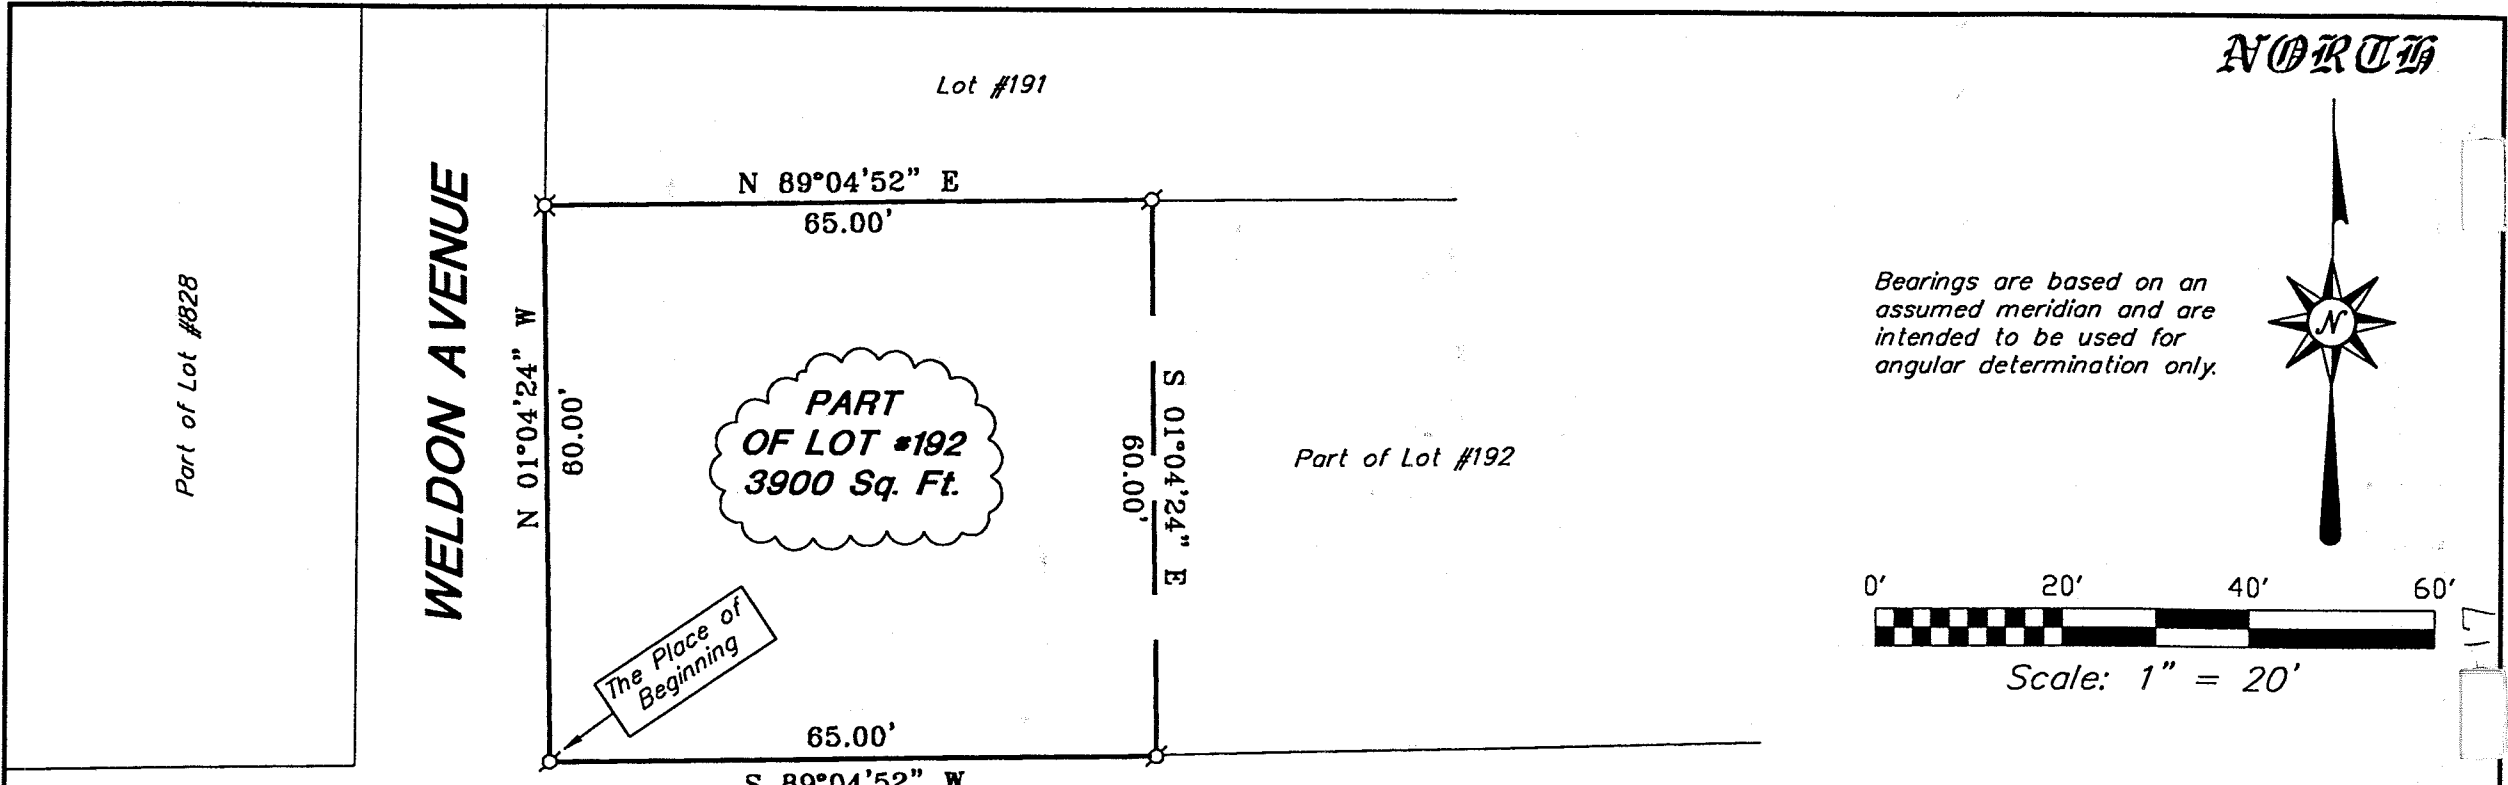 NORTH
Lot #191
N 89°04'52" E
65.00'
WELDON AVENUE
Part of Lot #828
N 01°04'24" W
60.00'
PART
OF LOT #192
3900 Sq. Ft.
S 01°04'24" E
60.00'
Part of Lot #192
Bearings are based on an
assumed meridian and are
intended to be used for
angular determination only.
N
The Place of
Beginning
0' 20' 40' 60'
Scale: 1" = 20'
65.00'
S 89°04'52" W